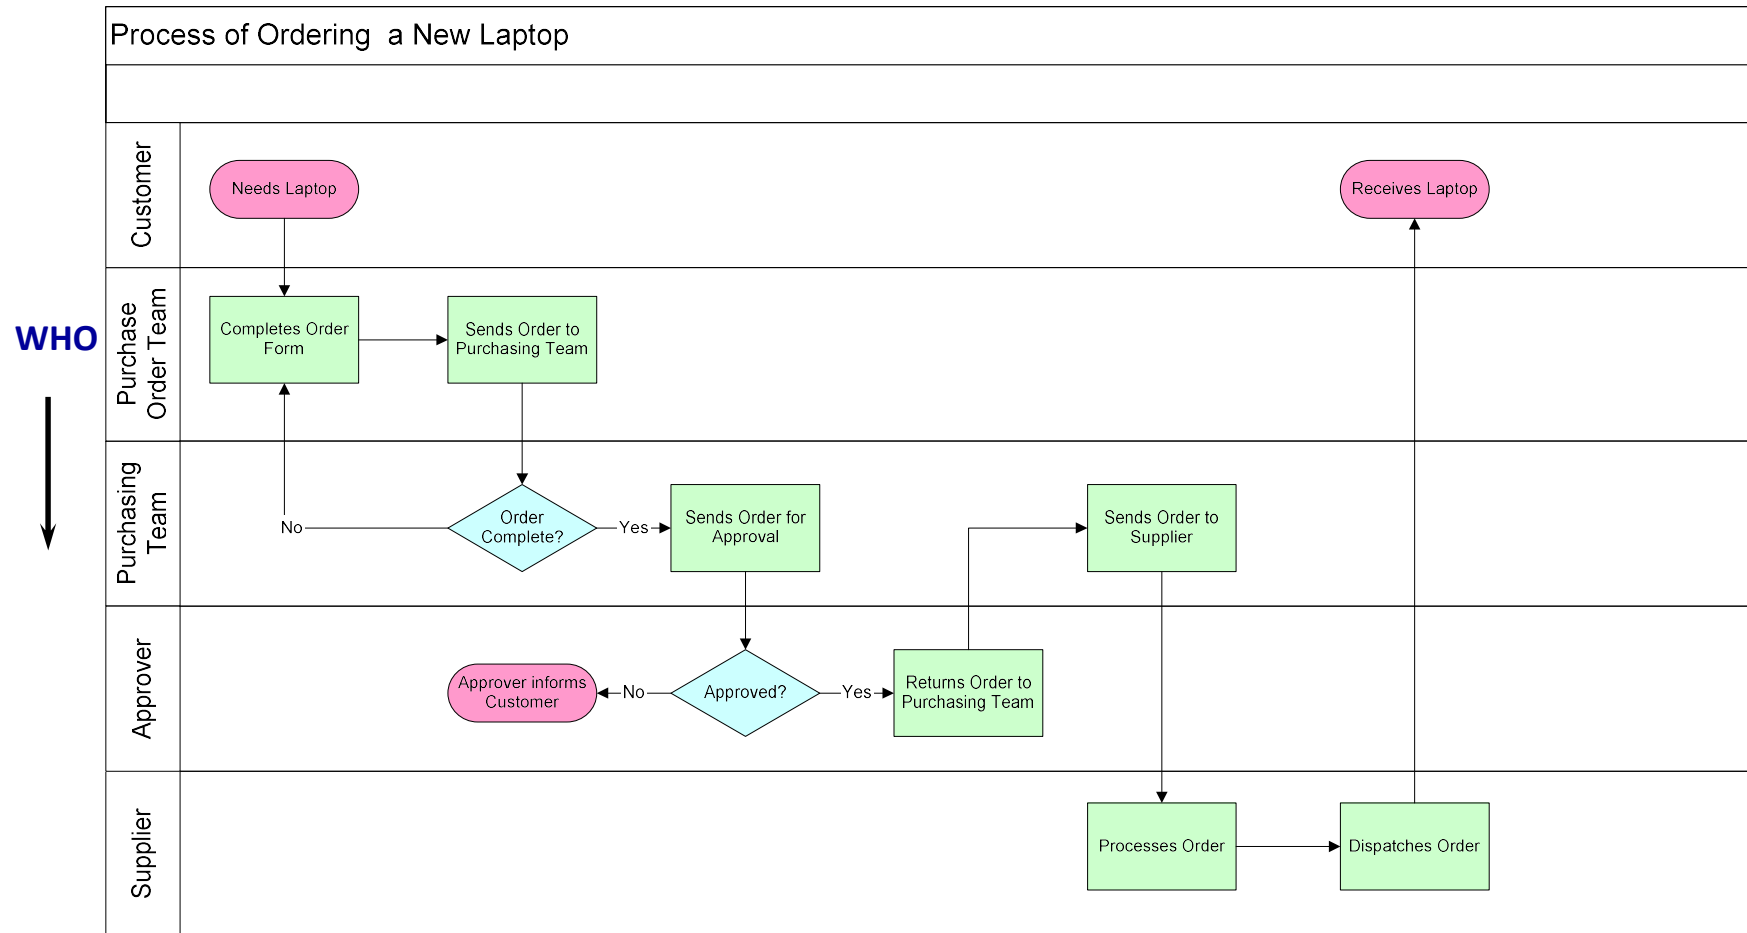 Process of Ordering  a New Laptop
Customer
Needs Laptop
Receives Laptop
WHO
Purchase
Order Team
Completes Order
Form
Sends Order to
Purchasing Team
Purchasing
Team
No
Order
Complete?
Yes
Sends Order for
Approval
Sends Order to
Supplier
Approver
Approver informs
Customer
No
Approved?
Yes
Returns Order to
Purchasing Team
Supplier
Processes Order
Dispatches Order